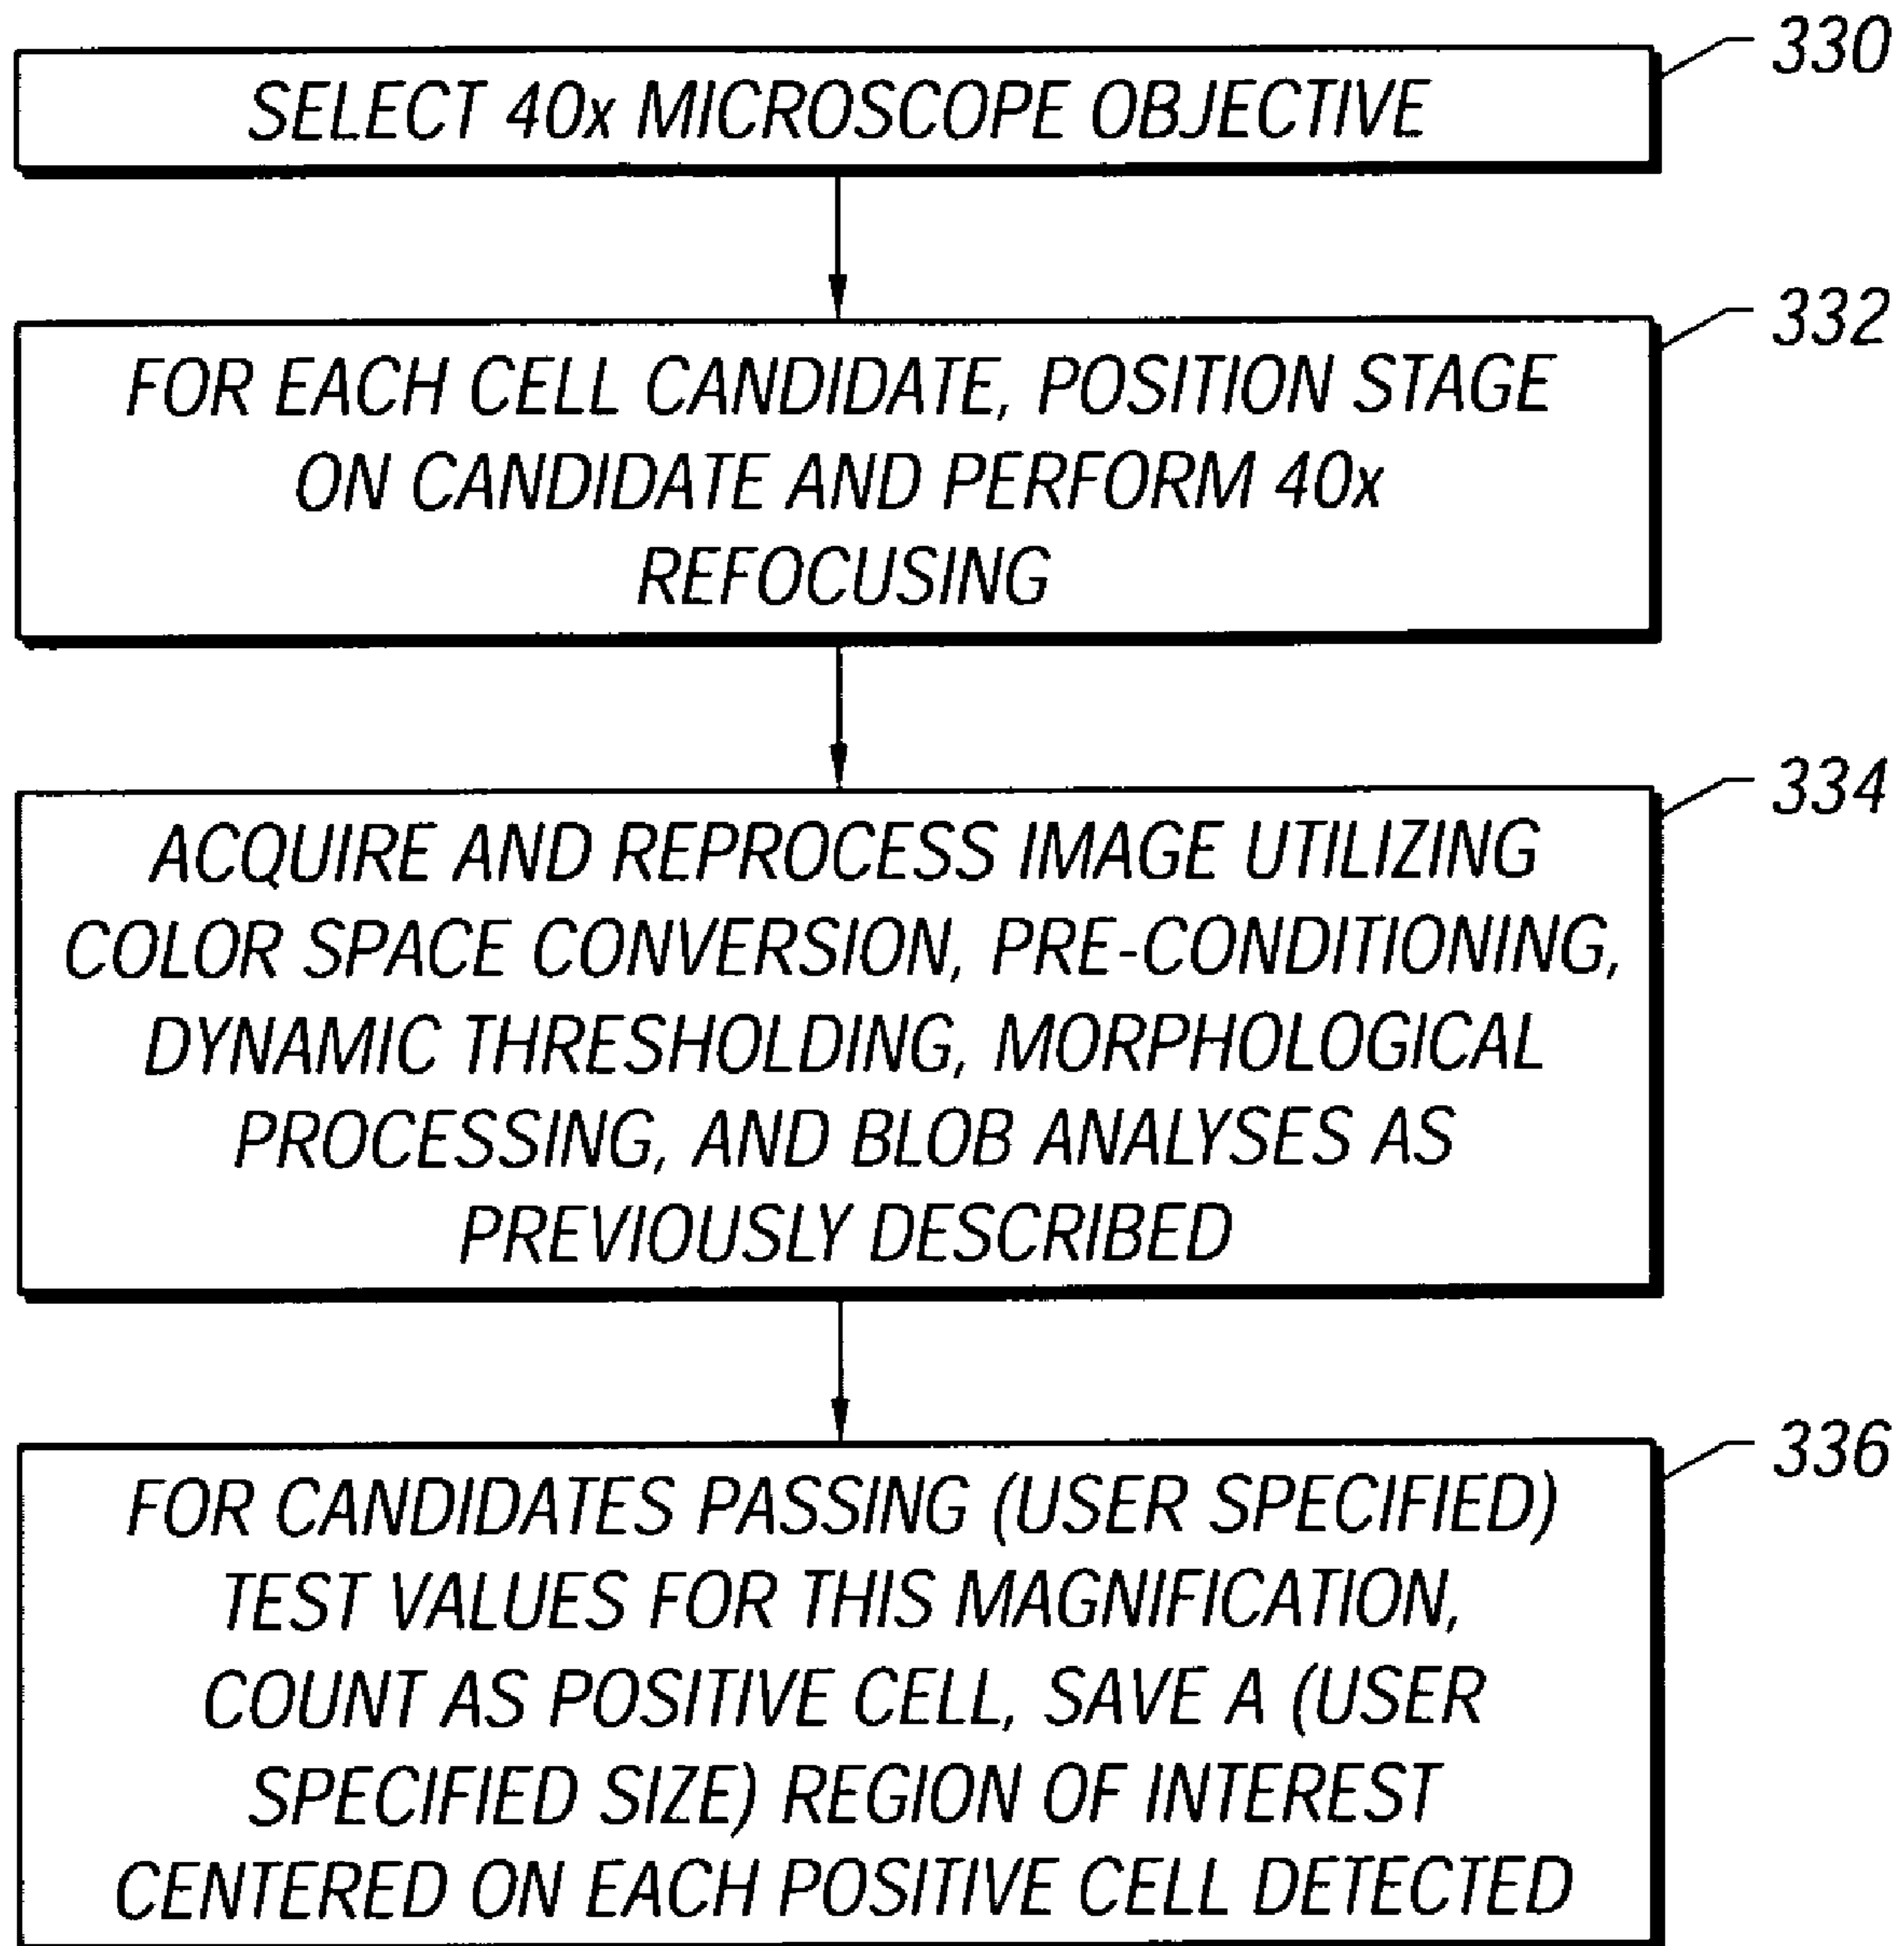 330
SELECT 40x MICROSCOPE OBJECTIVE
332
FOR EACH CELL CANDIDATE, POSITION STAGE
ON CANDIDATE AND PERFORM 40x
REFOCUSING
334
ACQUIRE AND REPROCESS IMAGE UTILIZING
COLOR SPACE CONVERSION, PRE-CONDITIONING,
DYNAMIC THRESHOLDING, MORPHOLOGICAL
PROCESSING, AND BLOB ANALYSES AS
PREVIOUSLY DESCRIBED
336
FOR CANDIDATES PASSING (USER SPECIFIED)
TEST VALUES FOR THIS MAGNIFICATION,
COUNT AS POSITIVE CELL, SAVE A (USER
SPECIFIED SIZE) REGION OF INTEREST
CENTERED ON EACH POSITIVE CELL DETECTED